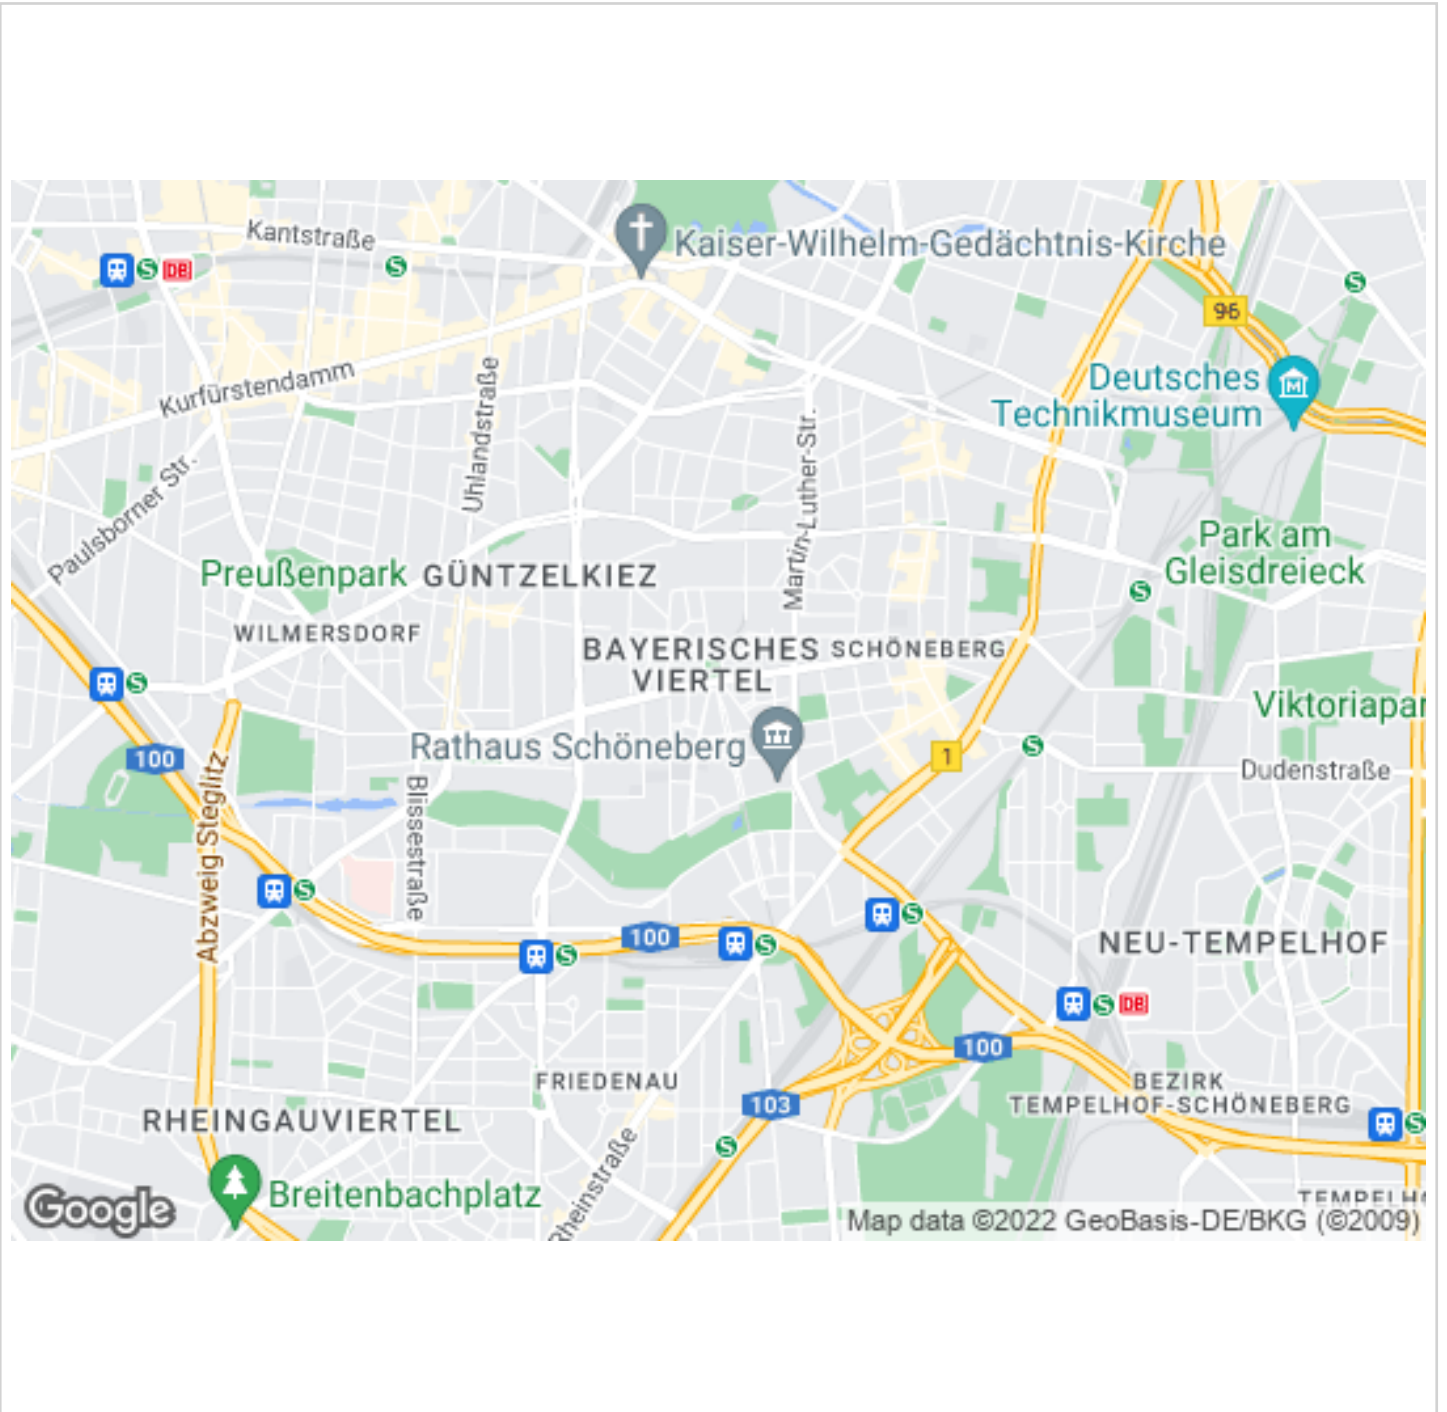 Kantstraße
Kaiser-Wilhelm-Gedächtnis-Kirche
S
DB
S
S
96
Kurfürstendamm
Uhlandstraße
Deutsches
Technikmuseum
M
Martin-Luther-Str.
Paulsborner Str.
Park am
Gleisdreieck
Preußenpark
GÜNTZELKIEZ
S
WILMERSDORF
BAYERISCHES
VIERTEL
SCHÖNEBERG
S
Viktoriapar
Rathaus Schöneberg
1
S
100
Dudenstraße
Abzweig Steglitz
Blissestraße
S
S
100
S
S
NEU-TEMPELHOF
S
DB
100
FRIEDENAU
BEZIRK
TEMPELHOF-SCHÖNEBERG
103
RHEINGAUVIERTEL
S
S
Rheinstraße
Breitenbachplatz
TEMPELH
Google
Map data ©2022 GeoBasis-DE/BKG (©2009)